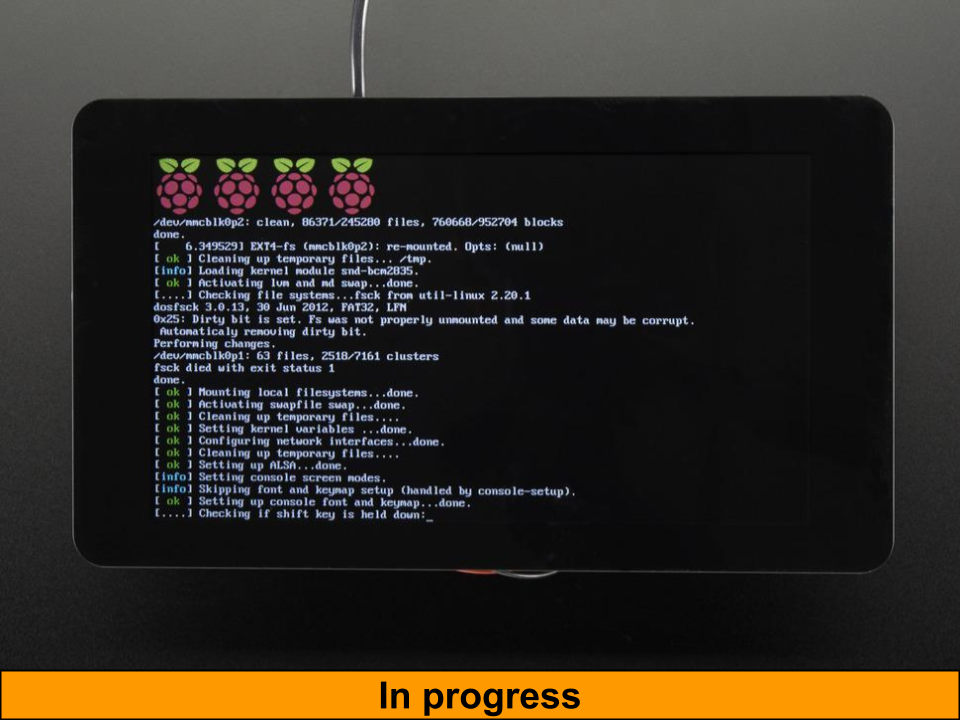 /dev/mmcblk0p2: clean, 86371/245280 files, 760668/952704 blocks
done.
[    6.349529] EXT4-fs (mmcblk0p2): re-mounted. Opts: (null)
[ ok ] Cleaning up temporary files... /tmp.
[info] Loading kernel module snd-bcm2835.
[ ok ] Activating lvm and md swap...done.
[....] Checking file systems...fsck from util-linux 2.20.1
dosfsck 3.0.13, 30 Jun 2012, FAT32, LFN
0x25: Dirty bit is set. Fs was not properly unmounted and some data may be corrupt.
 Automaticaly removing dirty bit.
Performing changes.
/dev/mmcblk0p1: 63 files, 2518/7161 clusters
fsck died with exit status 1
done.
[ ok ] Mounting local filesystems...done.
[ ok ] Activating swapfile swap...done.
[ ok ] Cleaning up temporary files....
[ ok ] Setting kernel variables ...done.
[ ok ] Configuring network interfaces...done.
[ ok ] Cleaning up temporary files....
[ ok ] Setting up ALSA...done.
[info] Setting console screen modes.
[info] Skipping font and keymap setup (handled by console-setup).
[ ok ] Setting up console font and keymap...done.
[....] Checking if shift key is held down:_
In progress